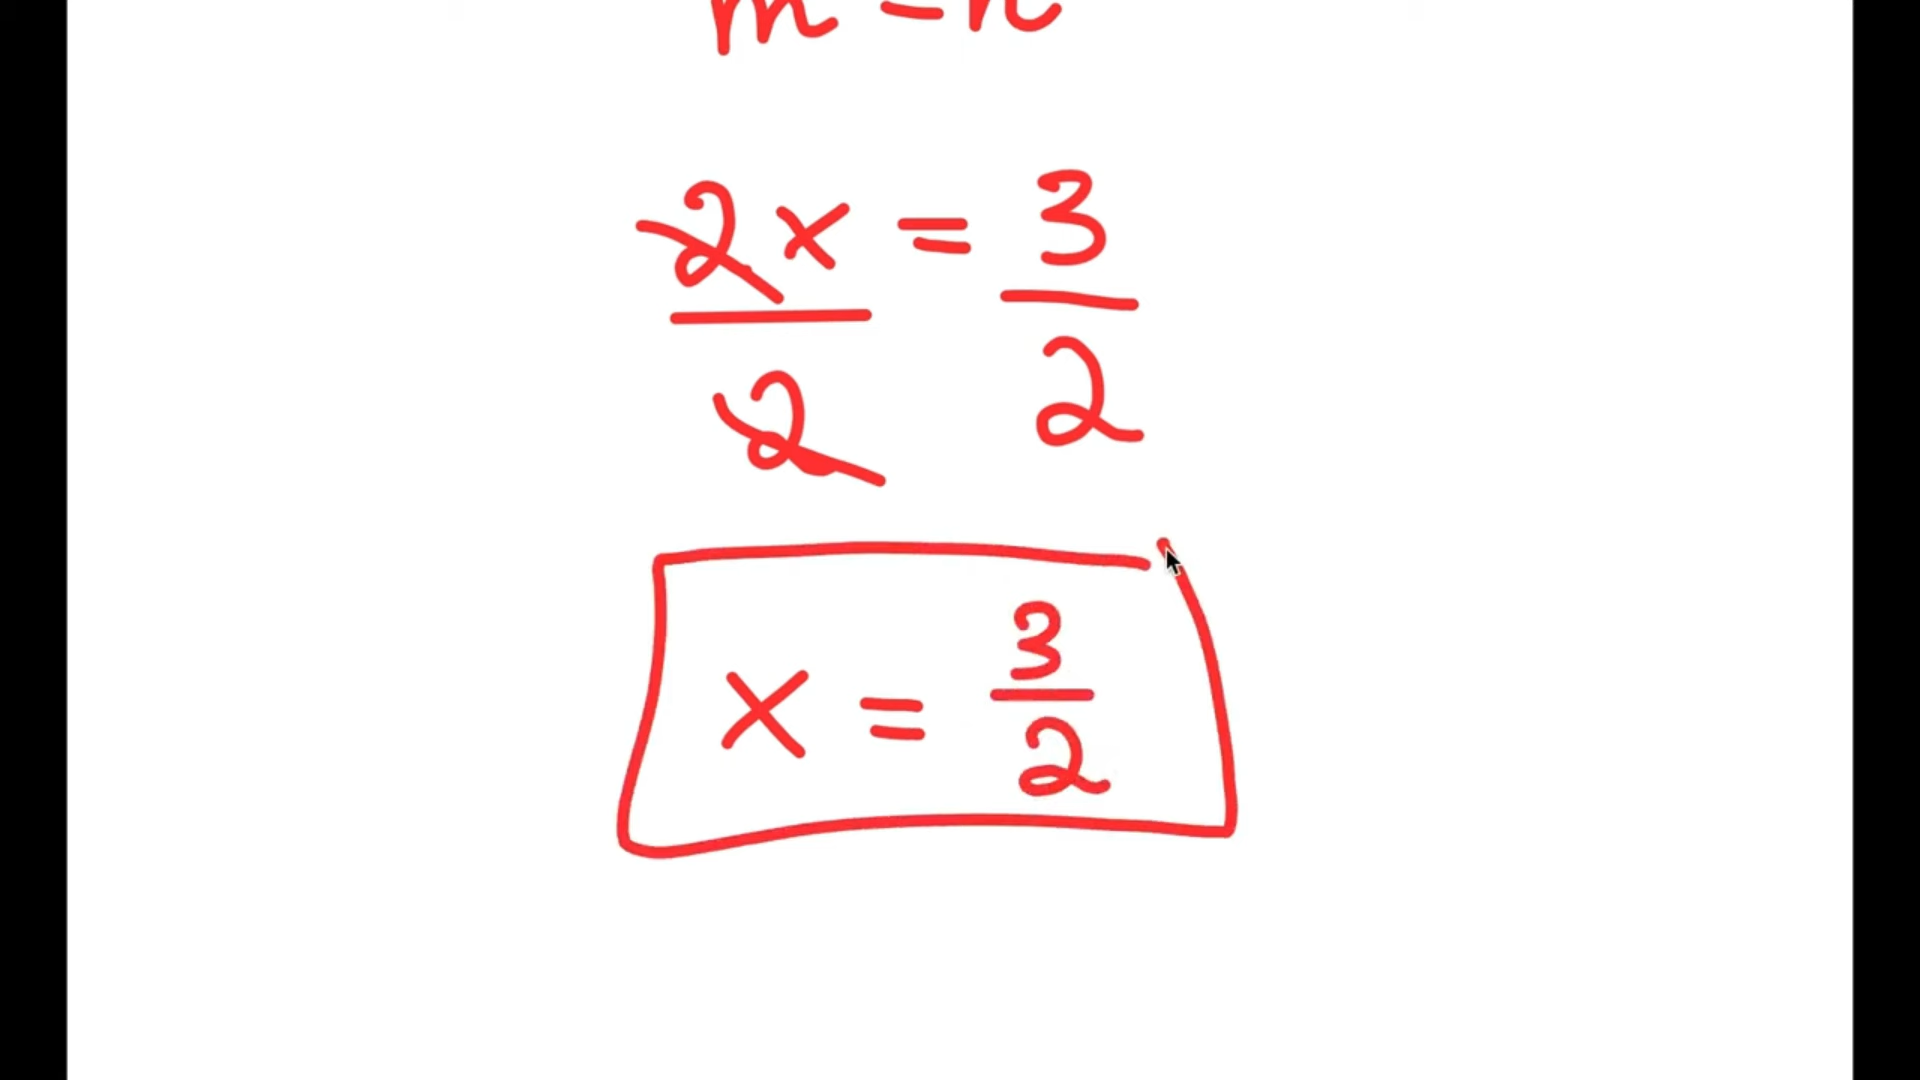 m = n
2x = 3
2 2
x = 3/2